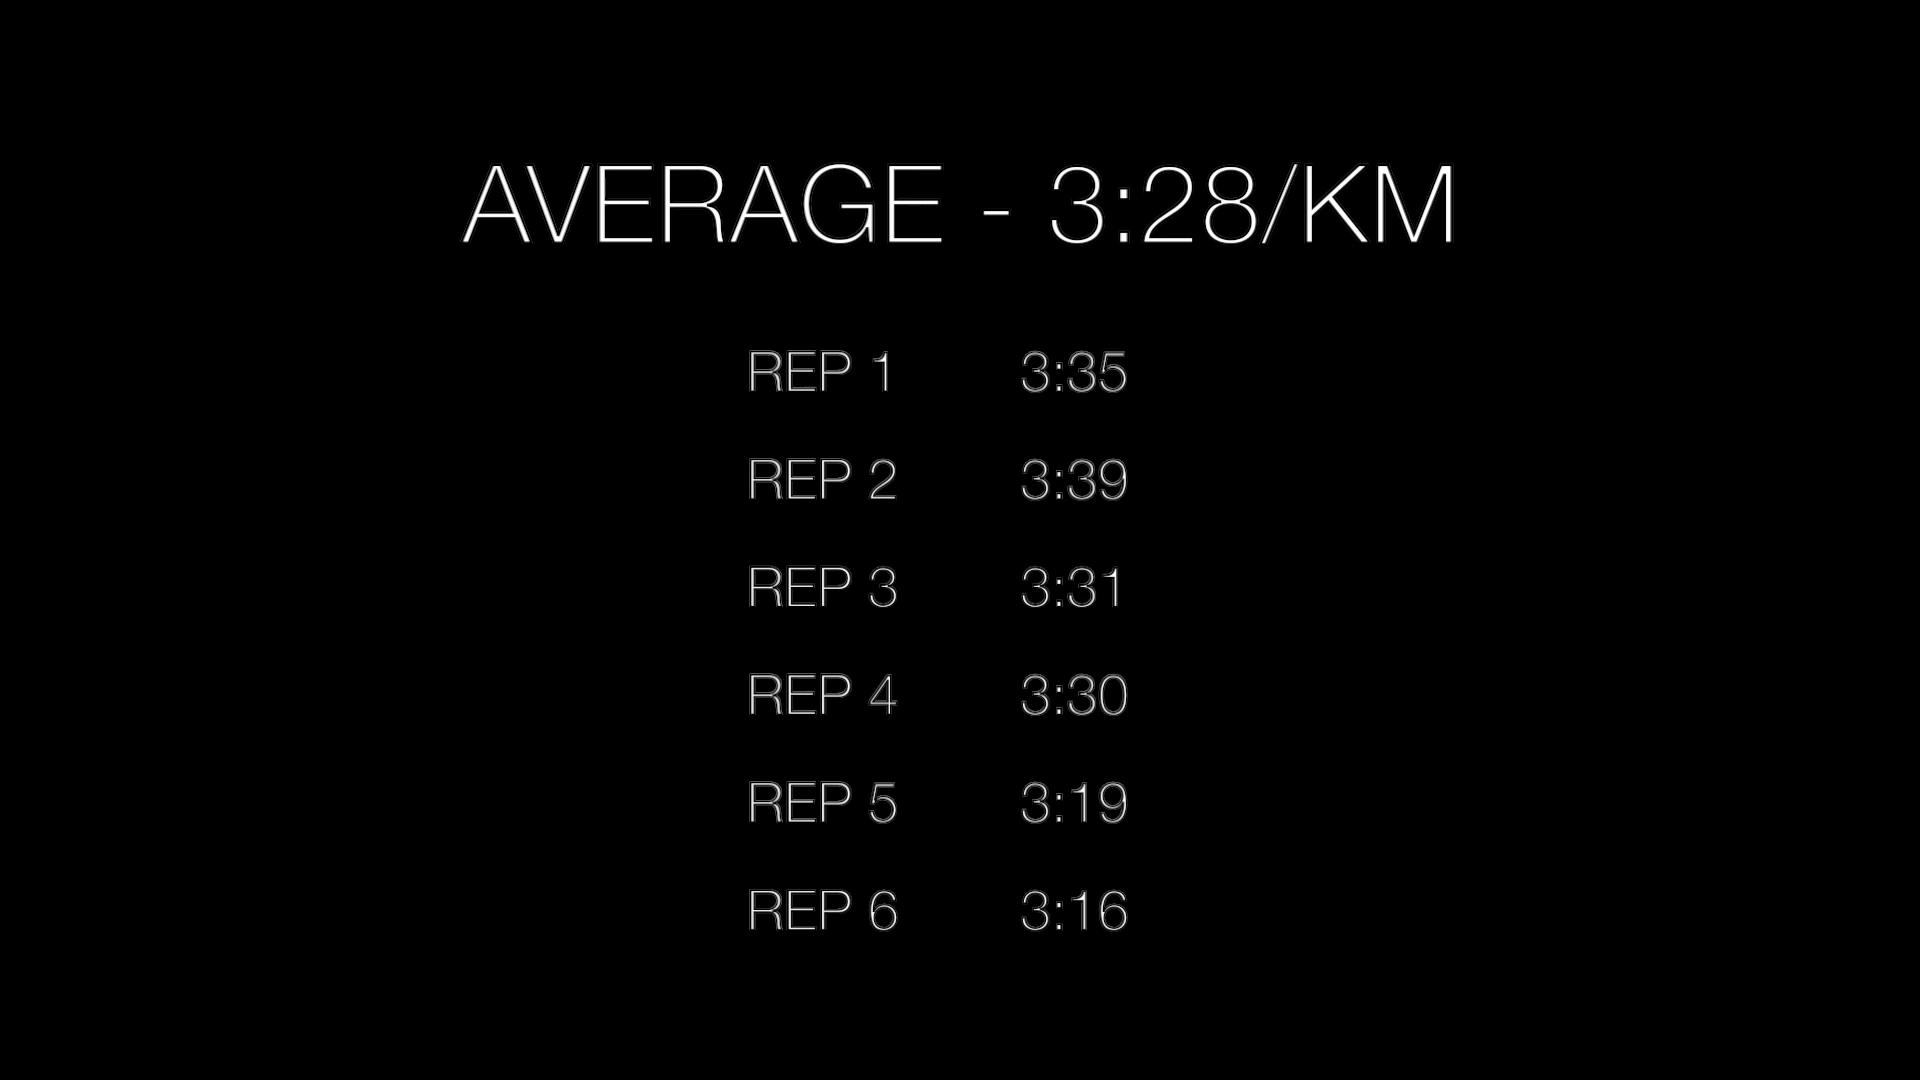 AVERAGE - 3:28/KM
REP 1 3:35
REP 2 3:39
REP 3 3:31
REP 4 3:30
REP 5 3:19
REP 6 3:16